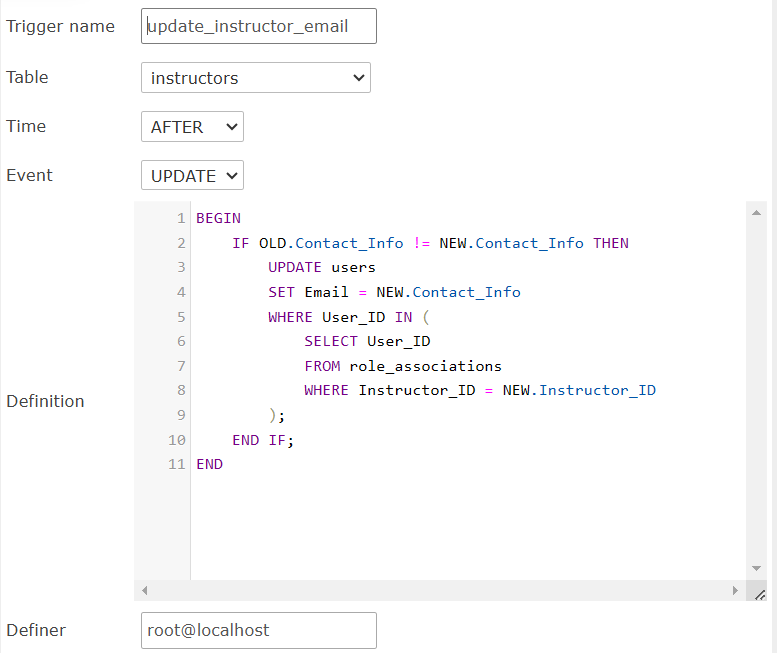 Trigger name update_instructor_email
Table instructors
Time AFTER
Event UPDATE
Definition
1 BEGIN
2     IF OLD.Contact_Info != NEW.Contact_Info THEN
3         UPDATE users
4         SET Email = NEW.Contact_Info
5         WHERE User_ID IN (
6             SELECT User_ID
7             FROM role_associations
8             WHERE Instructor_ID = NEW.Instructor_ID
9         );
10     END IF;
11 END
Definer root@localhost